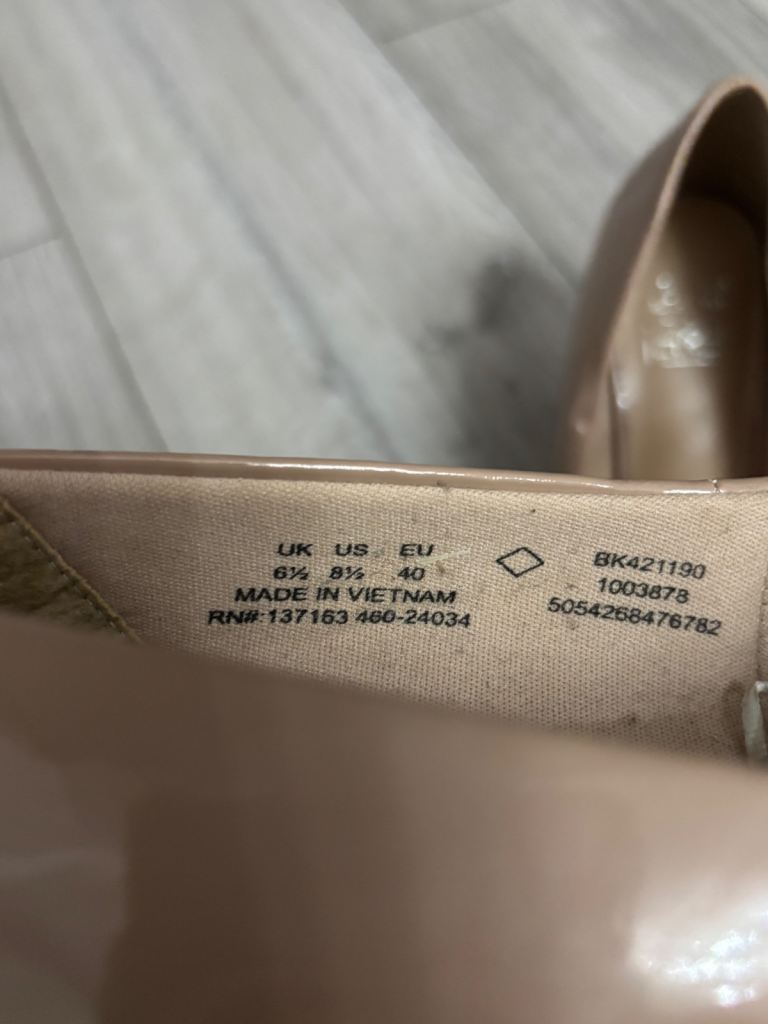 UK US EU
6½ 8½ 40
MADE IN VIETNAM
RN#:137163 460-24034
BK421190
1003878
5054268476782